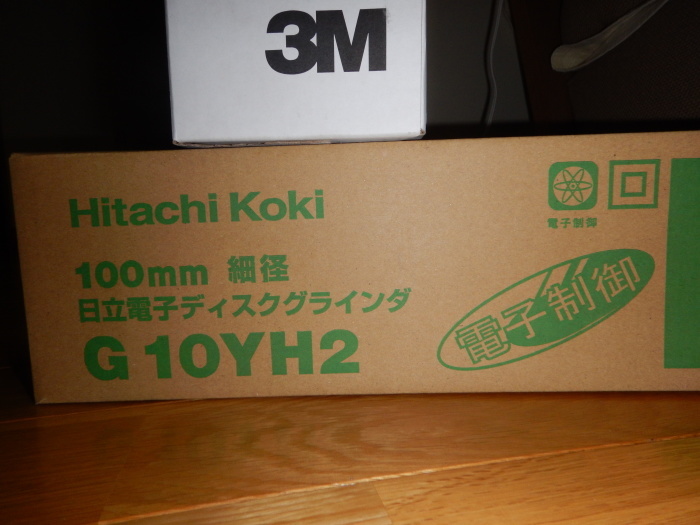 3M
Hitachi Koki
電子制御
100mm 細径
日立電子ディスクグラインダ
G 10YH2
電子制御